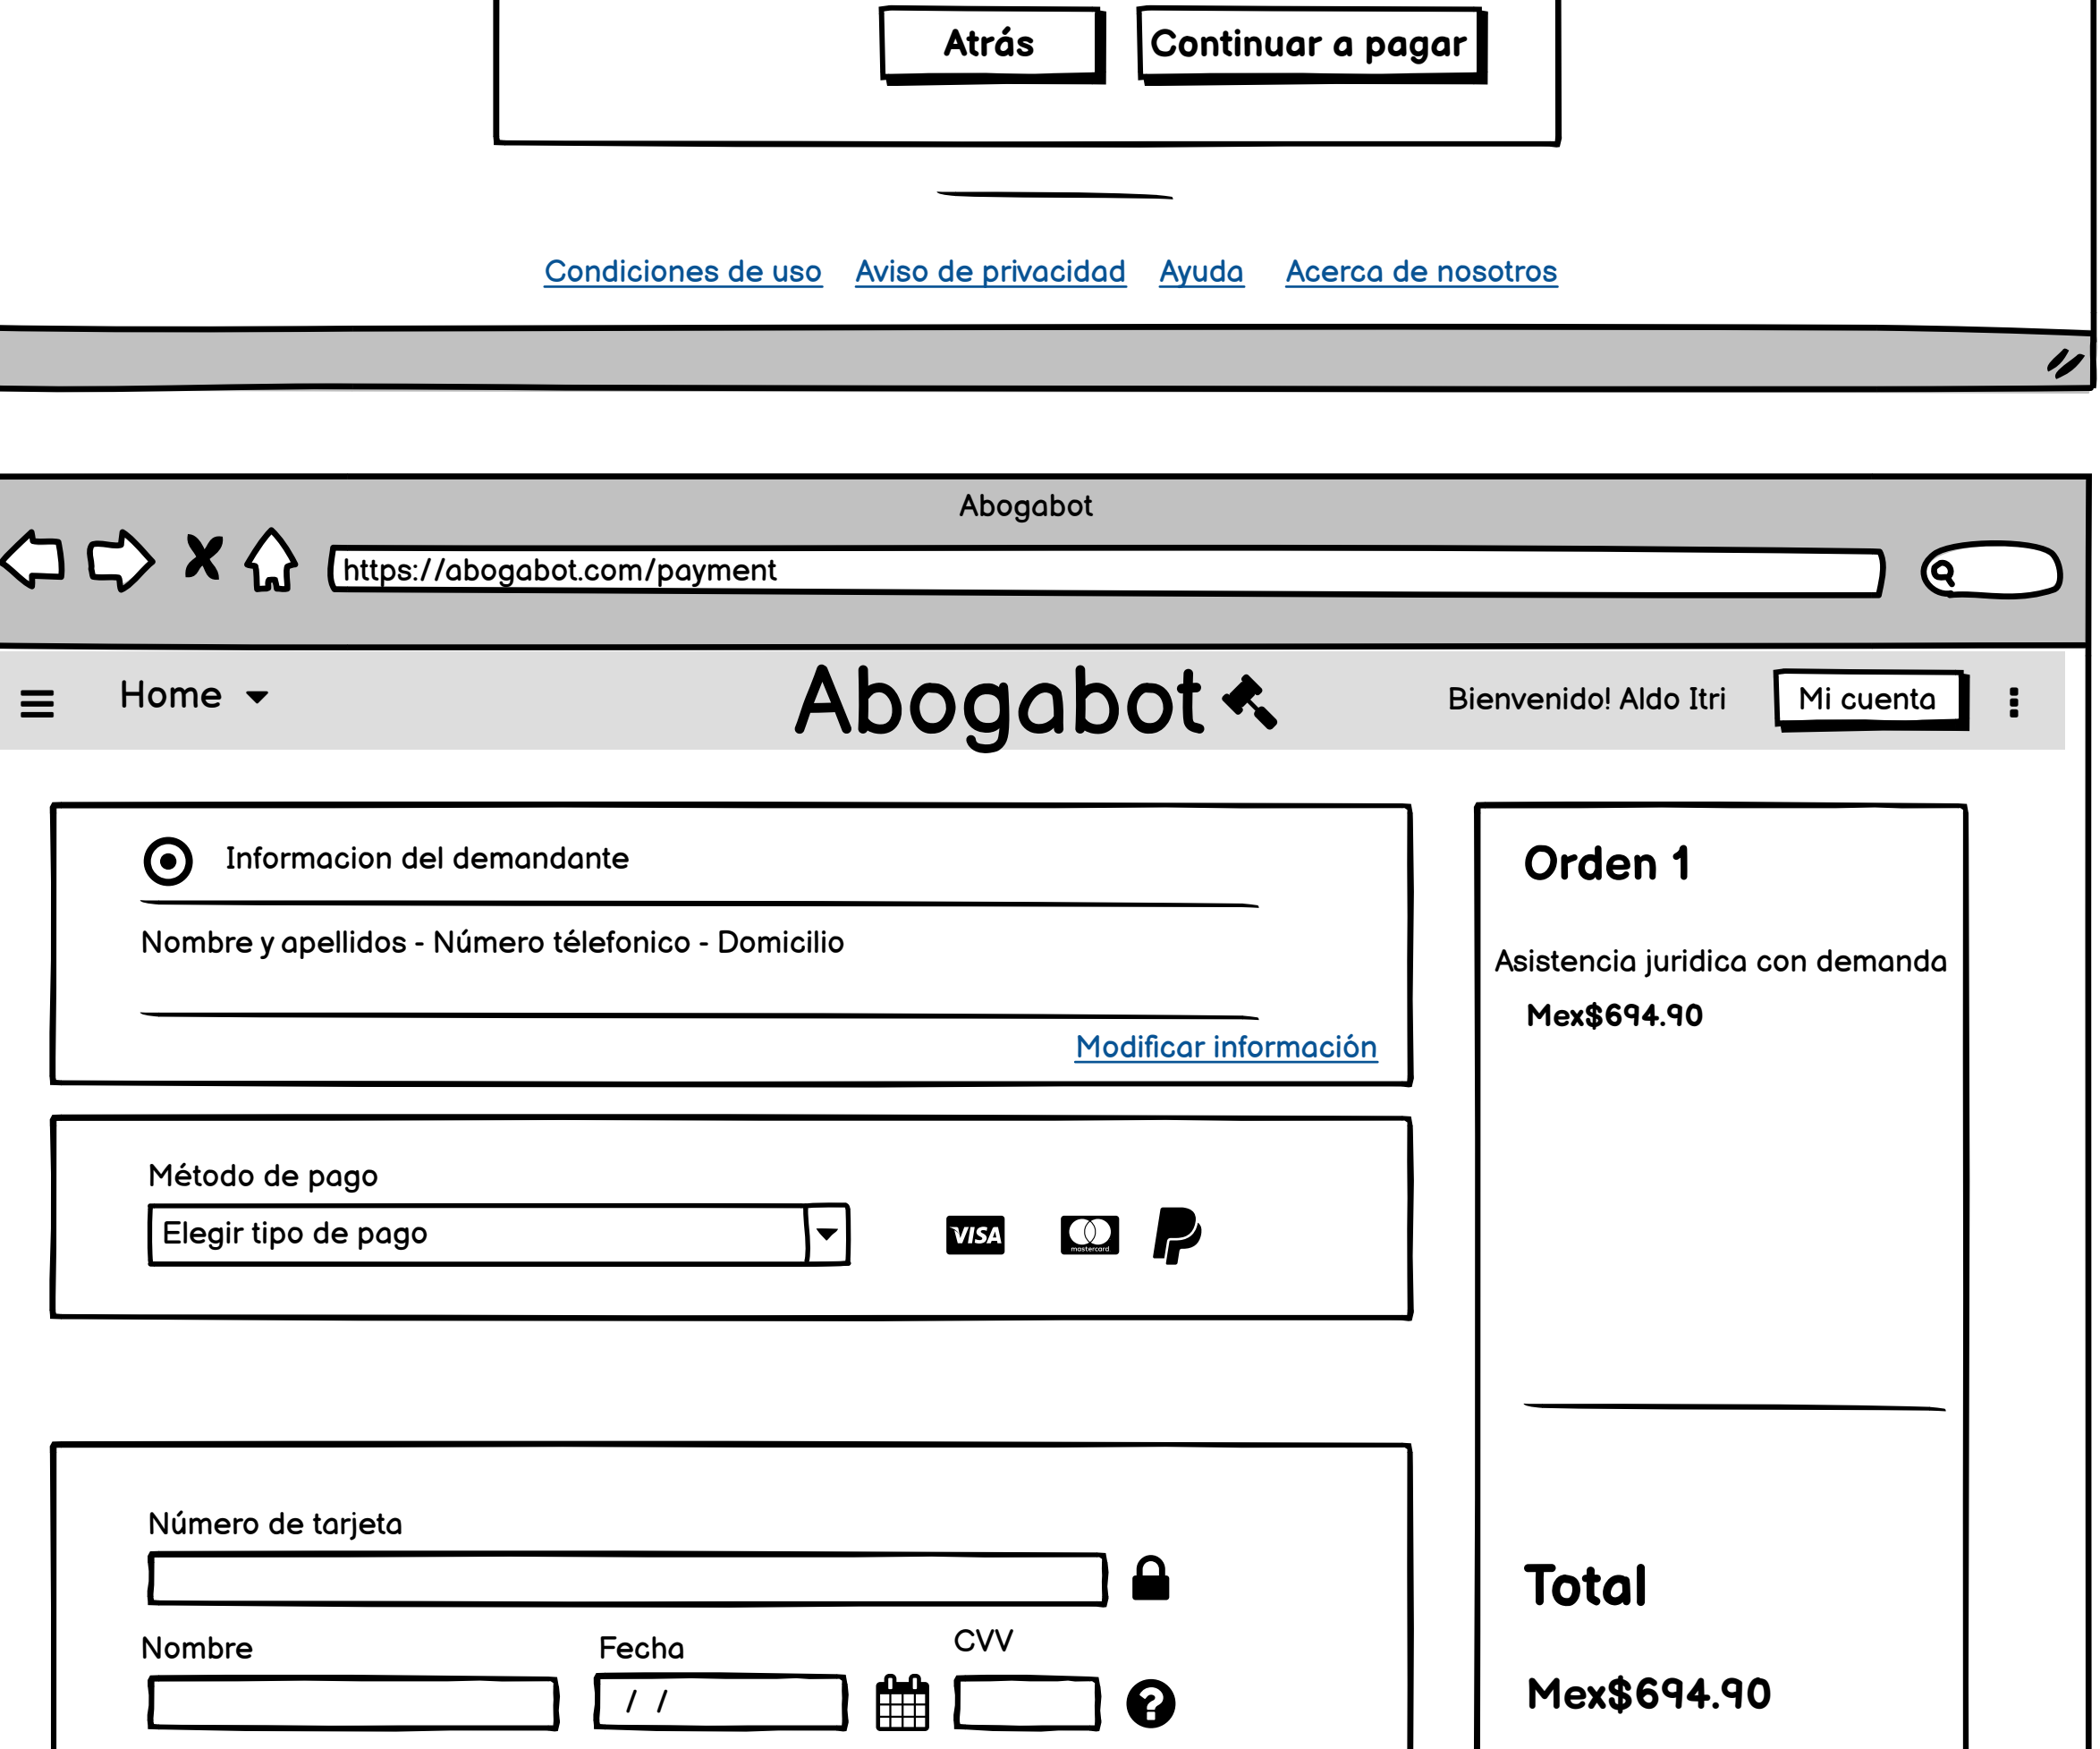 Atrás Continuar a pagar
Condiciones de uso Aviso de privacidad Ayuda Acerca de nosotros
Abogabot
https://abogabot.com/payment
Home Abogabot Bienvenido! Aldo Itri Mi cuenta
Informacion del demandante
Nombre y apellidos - Número télefonico - Domicilio
Modificar información
Método de pago
Elegir tipo de pago VISA mastercard
Número de tarjeta
Nombre Fecha CVV
/ /
Orden 1
Asistencia juridica con demanda
Mex$694.90
Total
Mex$694.90